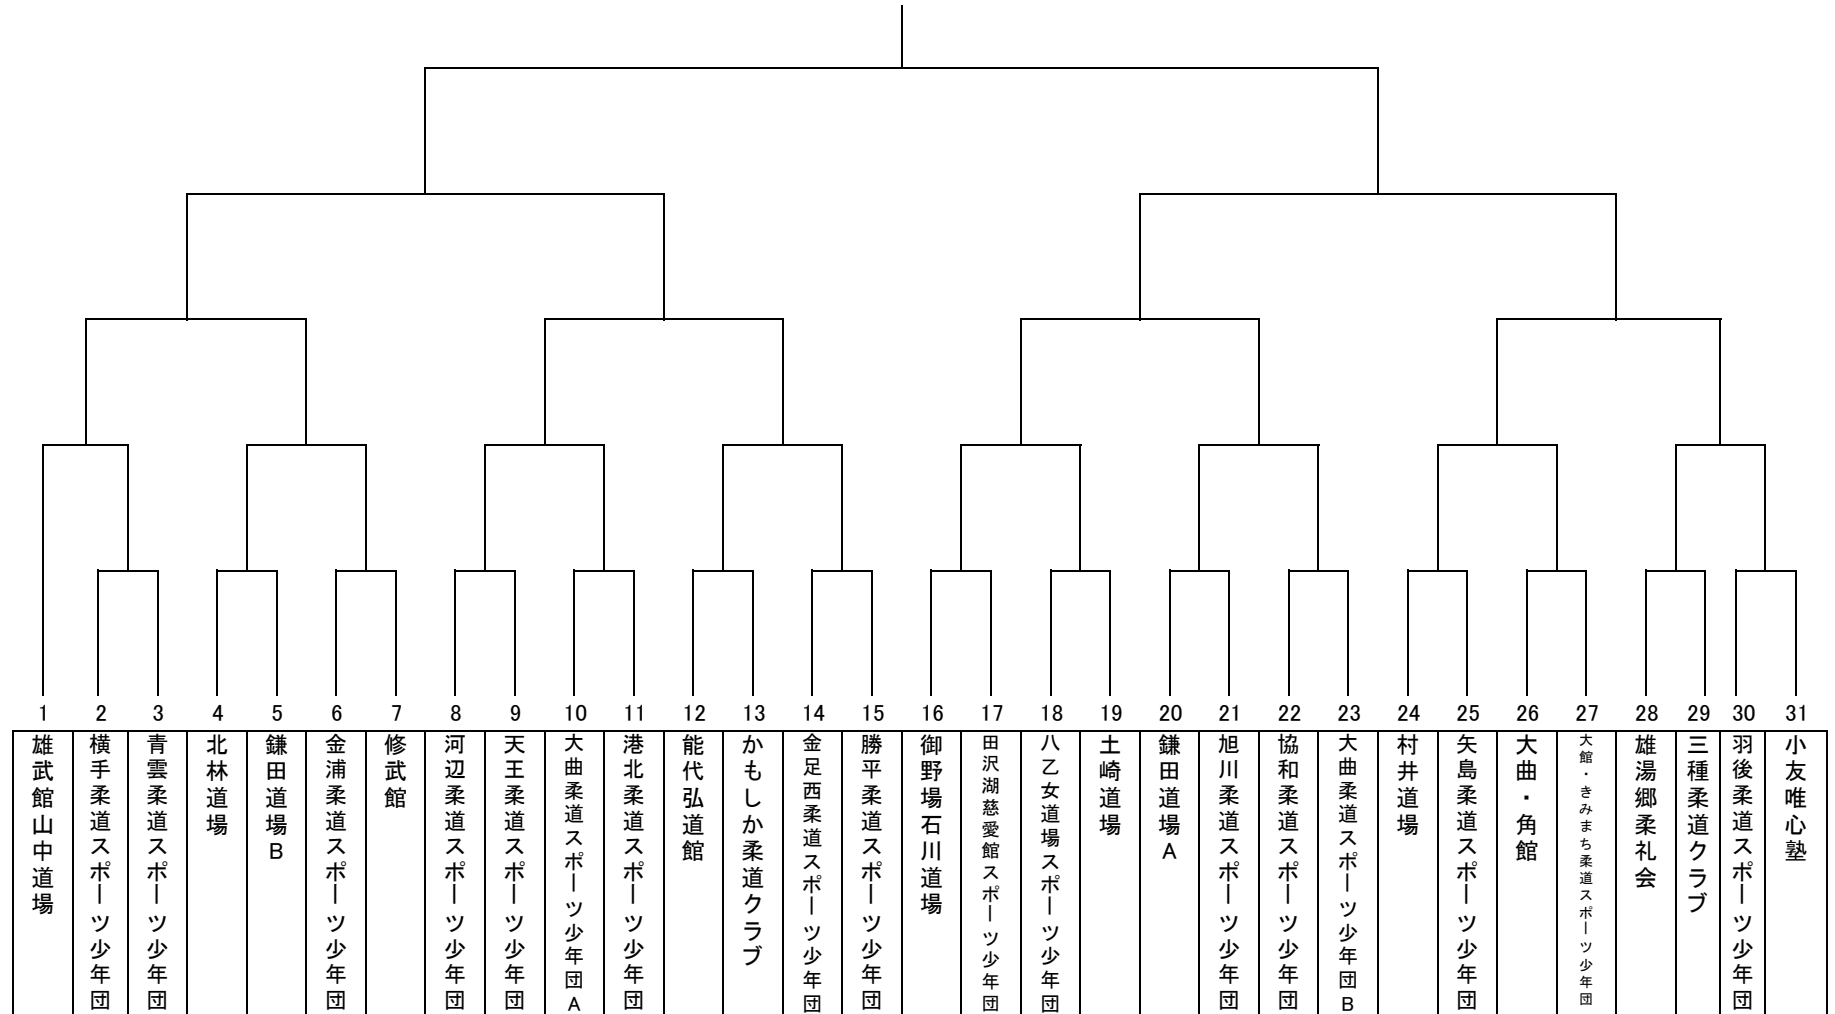 1 2 3 4 5 6 7 8 9 10 11 12 13 14 15 16 17 18 19 20 21 22 23 24 25 26 27 28 29 30 31
雄武館山中道場
横手柔道スポーツ少年団
青雲柔道スポーツ少年団
北林道場
鎌田道場B
金浦柔道スポーツ少年団
修武館
河辺柔道スポーツ少年団
天王柔道スポーツ少年団
大曲柔道スポーツ少年団A
港北柔道スポーツ少年団
能代弘道館
かもしか柔道クラブ
金足西柔道スポーツ少年団
勝平柔道スポーツ少年団
御野場石川道場
田沢湖慈愛館スポーツ少年団
八乙女道場スポーツ少年団
土崎道場
鎌田道場A
旭川柔道スポーツ少年団
協和柔道スポーツ少年団
大曲柔道スポーツ少年団B
村井道場
矢島柔道スポーツ少年団
大曲・角館
大館・きみまち柔道スポーツ少年団
雄湯郷柔礼会
三種柔道クラブ
羽後柔道スポーツ少年団
小友唯心塾